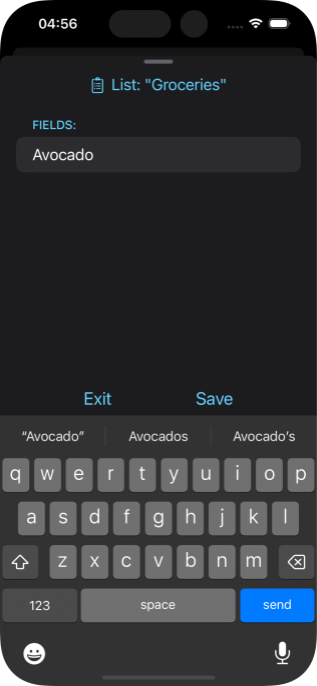 04:56
List: "Groceries"
FIELDS:
Avocado
Exit Save
“Avocado” Avocados Avocado’s
q w e r t y u i o p
a s d f g h j k l
z x c v b n m
123 space send